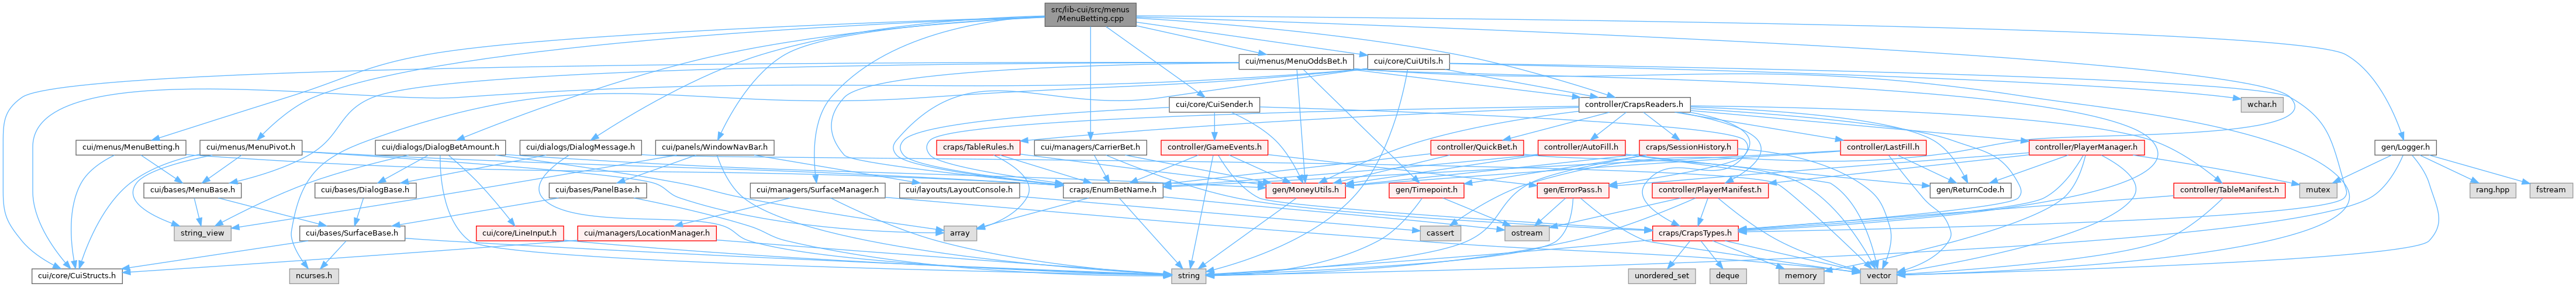 src/lib-cui/src/menus
/MenuBetting.cpp
cui/menus/MenuOddsBet.h
cui/core/CuiUtils.h
cui/core/CuiSender.h
controller/CrapsReaders.h
wchar.h
cui/menus/MenuBetting.h
cui/menus/MenuPivot.h
cui/dialogs/DialogBetAmount.h
cui/dialogs/DialogMessage.h
cui/panels/WindowNavBar.h
craps/TableRules.h
cui/managers/CarrierBet.h
controller/GameEvents.h
controller/QuickBet.h
controller/AutoFill.h
craps/SessionHistory.h
controller/LastFill.h
controller/PlayerManager.h
gen/Logger.h
cui/bases/MenuBase.h
cui/bases/DialogBase.h
cui/bases/PanelBase.h
cui/managers/SurfaceManager.h
cui/layouts/LayoutConsole.h
craps/EnumBetName.h
gen/MoneyUtils.h
gen/Timepoint.h
gen/ErrorPass.h
controller/PlayerManifest.h
gen/ReturnCode.h
controller/TableManifest.h
mutex
rang.hpp
fstream
string_view
cui/bases/SurfaceBase.h
cui/core/LineInput.h
cui/managers/LocationManager.h
array
cassert
ostream
craps/CrapsTypes.h
cui/core/CuiStructs.h
ncurses.h
string
unordered_set
deque
memory
vector